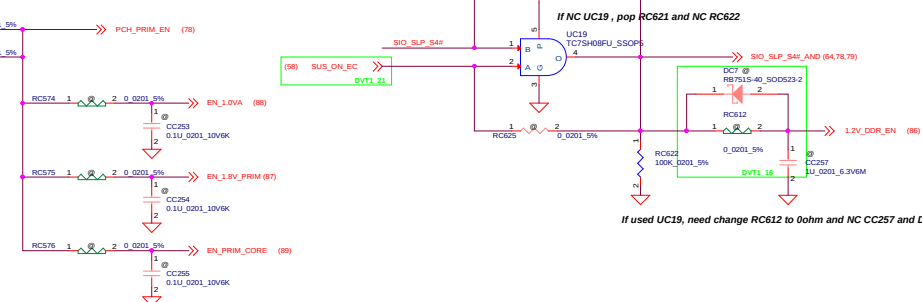 If NC UC19 , pop RC621 and NC RC622
_5%
PCH_PRIM_EN (78)
_5%
5
UC19
TC7SH08FU_SSOP5
SIO_SLP_S4#
1
B
P
O
4
2
A
G
3
(58) SUS_ON_EC
DVT1_21
SIO_SLP_S4#_AND (64,78,79)
DC7 @
RB751S-40_SOD523-2
1
2
RC574 1 @ 2 0_0201_5%
EN_1.0VA (88)
1
@
CC253
0.1U_0201_10V6K
2
RC625 1 @ 2 0_0201_5%
RC612
1 @ 2
0_0201_5%
1.2V_DDR_EN (86)
1
RC622
100K_0201_5%
2
DVT1_16
1
@
CC257
1U_0201_6.3V6M
2
RC575 1 @ 2 0_0201_5%
EN_1.8V_PRIM (87)
1
@
CC254
0.1U_0201_10V6K
2
If used UC19, need change RC612 to 0ohm and NC CC257 and D
RC576 1 @ 2 0_0201_5%
EN_PRIM_CORE (89)
1
@
CC255
0.1U_0201_10V6K
2